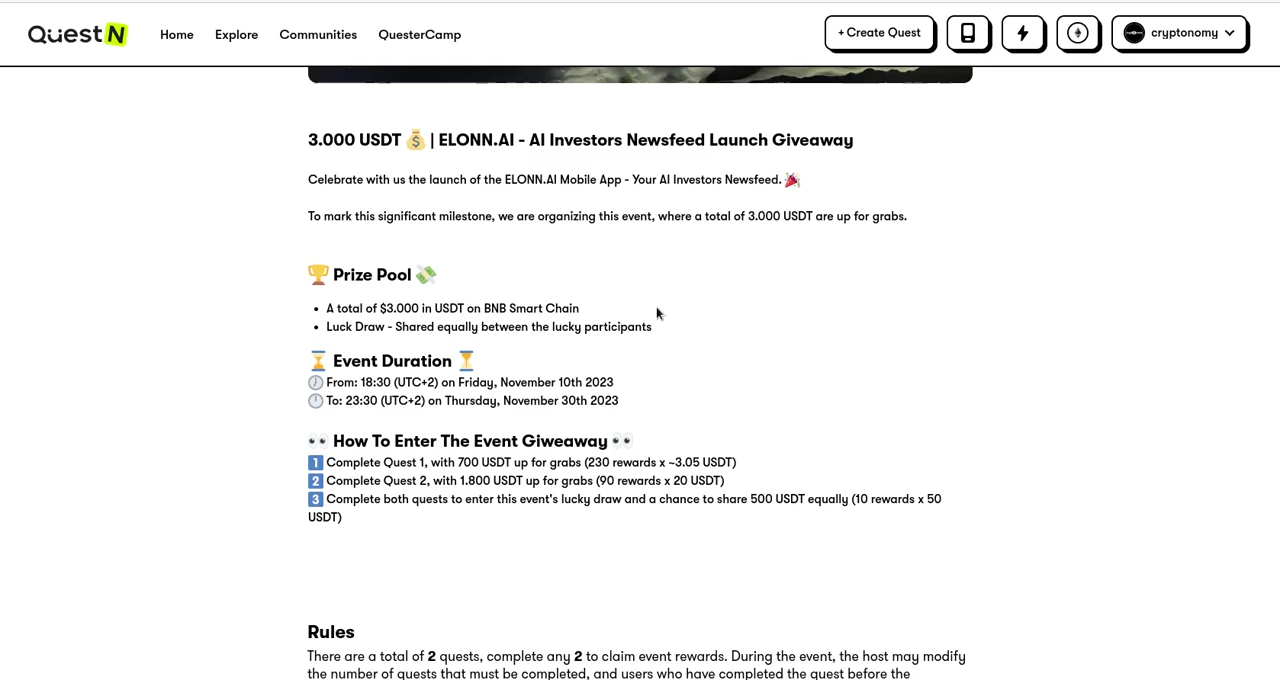 QuestN
Home
Explore
Communities
QuesterCamp
+ Create Quest
cryptonomy
3.000 USDT 💰 | ELONN.AI - AI Investors Newsfeed Launch Giveaway
Celebrate with us the launch of the ELONN.AI Mobile App - Your AI Investors Newsfeed. 🎉
To mark this significant milestone, we are organizing this event, where a total of 3.000 USDT are up for grabs.
🏆 Prize Pool 💸
• A total of $3.000 in USDT on BNB Smart Chain
• Luck Draw - Shared equally between the lucky participants
⏳ Event Duration ⏳
From: 18:30 (UTC+2) on Friday, November 10th 2023
To: 23:30 (UTC+2) on Thursday, November 30th 2023
👀 How To Enter The Event Giweaway 👀
1 Complete Quest 1, with 700 USDT up for grabs (230 rewards x ~3.05 USDT)
2 Complete Quest 2, with 1.800 USDT up for grabs (90 rewards x 20 USDT)
3 Complete both quests to enter this event's lucky draw and a chance to share 500 USDT equally (10 rewards x 50
USDT)
Rules
There are a total of 2 quests, complete any 2 to claim event rewards. During the event, the host may modify
the number of quests that must be completed, and users who have completed the quest before the